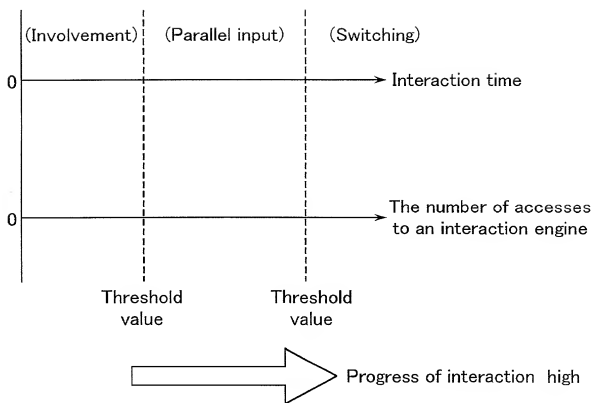 (Involvement) (Parallel input) (Switching)
0 Interaction time
0 The number of accesses
to an interaction engine
Threshold value
Threshold value
Progress of interaction high